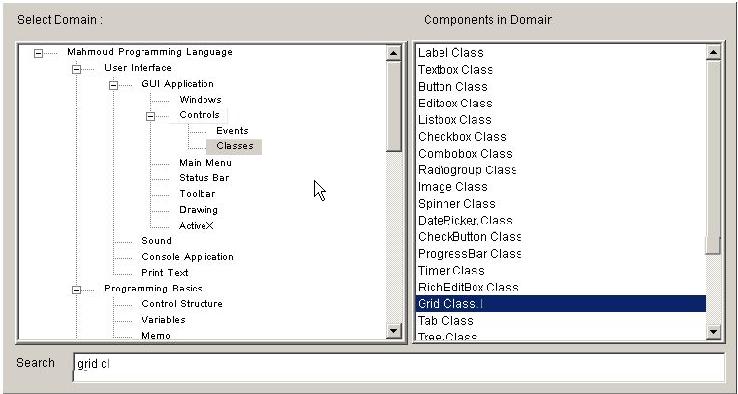 Select Domain :
Components in Domain
Mahmoud Programming Language
User Interface
GUI Application
Windows
Controls
Events
Classes
Main Menu
Status Bar
Toolbar
Drawing
ActiveX
Sound
Console Application
Print Text
Programming Basics
Control Structure
Variables
Memo
Label Class
Textbox Class
Button Class
Editbox Class
Listbox Class
Checkbox Class
Combobox Class
Radiogroup Class
Image Class
Spinner Class
DatePicker Class
CheckButton Class
ProgressBar Class
Timer Class
RichEditBox Class
Grid Class
Tab Class
Tree Class
Search
grid cl